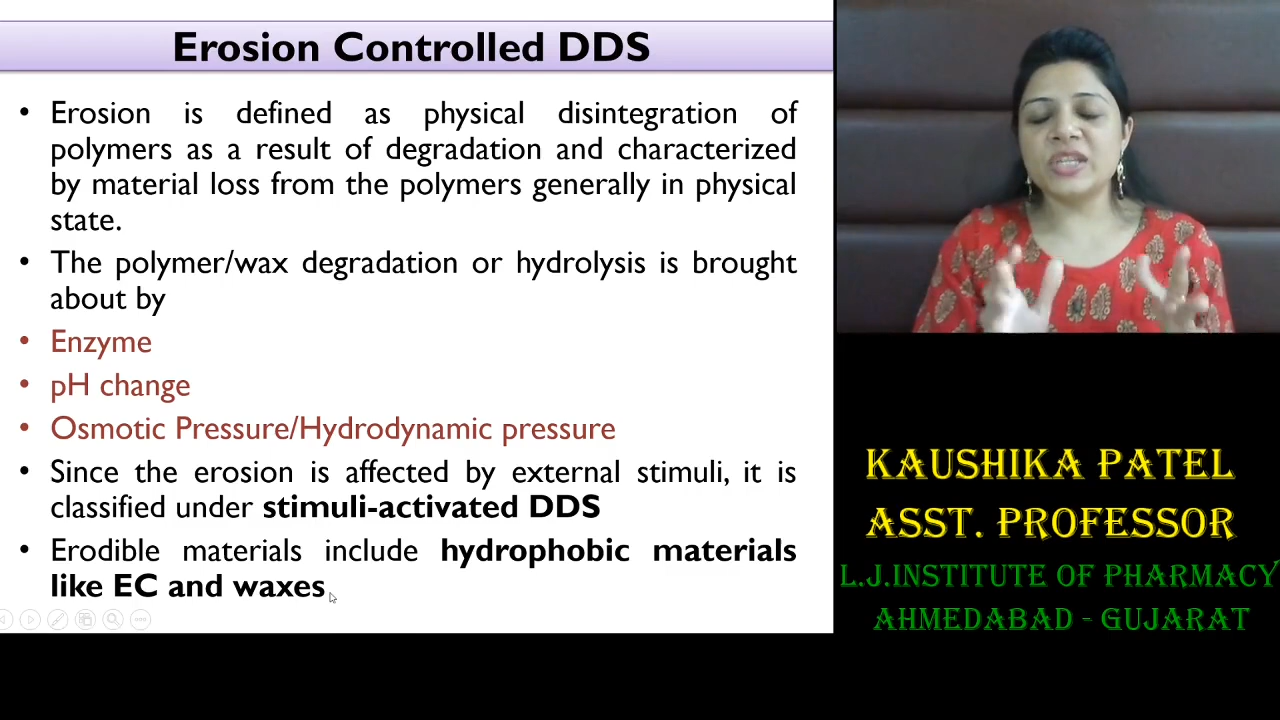 Erosion Controlled DDS
• Erosion is defined as physical disintegration of
polymers as a result of degradation and characterized
by material loss from the polymers generally in physical
state.
• The polymer/wax degradation or hydrolysis is brought
about by
• Enzyme
• pH change
• Osmotic Pressure/Hydrodynamic pressure
• Since the erosion is affected by external stimuli, it is
classified under stimuli-activated DDS
• Erodible materials include hydrophobic materials
like EC and waxes
KAUSHIKA PATEL
ASST. PROFESSOR
L.J.INSTITUTE OF PHARMACY
AHMEDABAD - GUJARAT